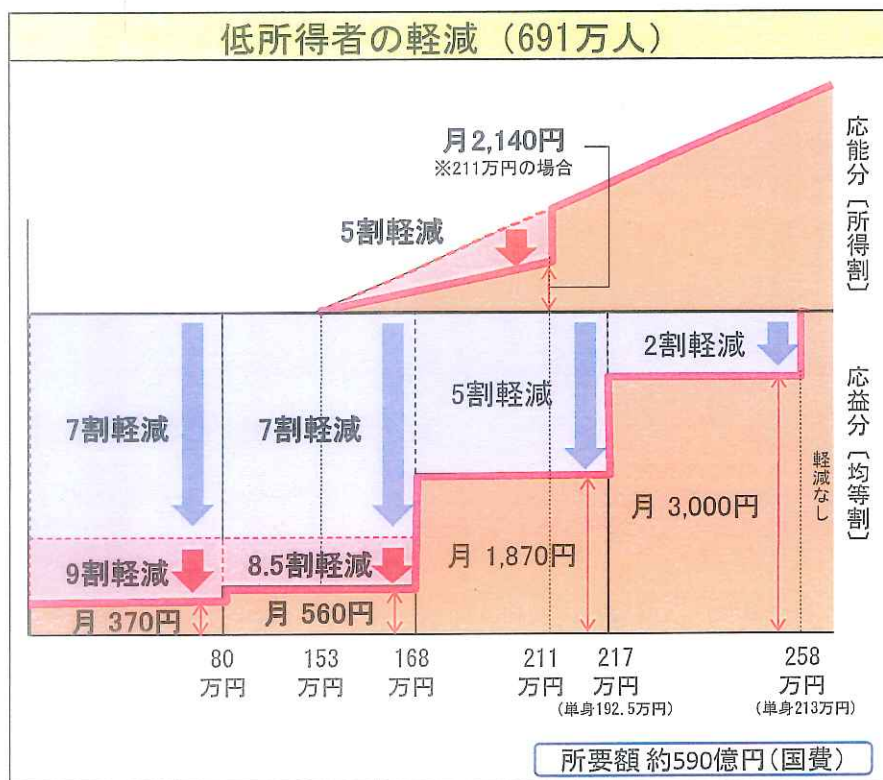 低所得者の軽減（691万人）
月2,140円
※211万円の場合
5割軽減
応能分〔所得割〕
7割軽減
7割軽減
5割軽減
2割軽減
応益分〔均等割〕
軽減なし
9割軽減
8.5割軽減
月 370円
月 560円
月 1,870円
月 3,000円
80
万円
153
万円
168
万円
211
万円
217
万円
(単身192.5万円)
258
万円
(単身213万円)
所要額 約590億円(国費)